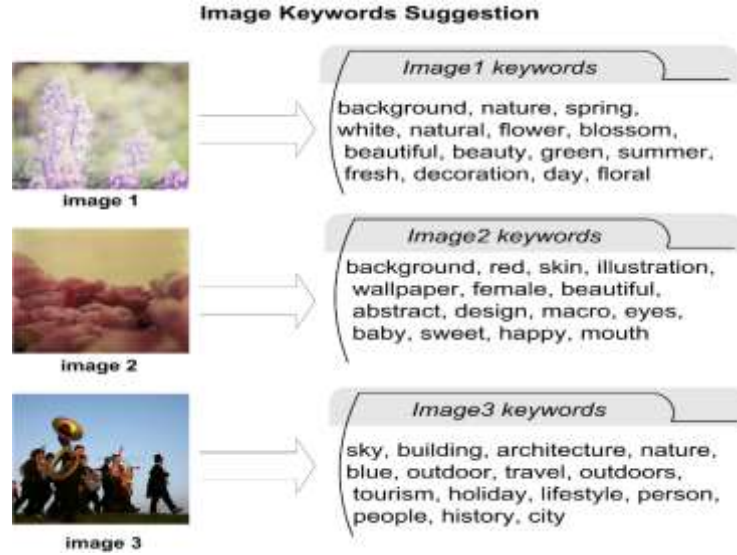 Image Keywords Suggestion
Image1 keywords
background, nature, spring,
white, natural, flower, blossom,
beautiful, beauty, green, summer,
fresh, decoration, day, floral
image 1
Image2 keywords
background, red, skin, illustration,
wallpaper, female, beautiful,
abstract, design, macro, eyes,
baby, sweet, happy, mouth
image 2
Image3 keywords
sky, building, architecture, nature,
blue, outdoor, travel, outdoors,
tourism, holiday, lifestyle, person,
people, history, city
image 3